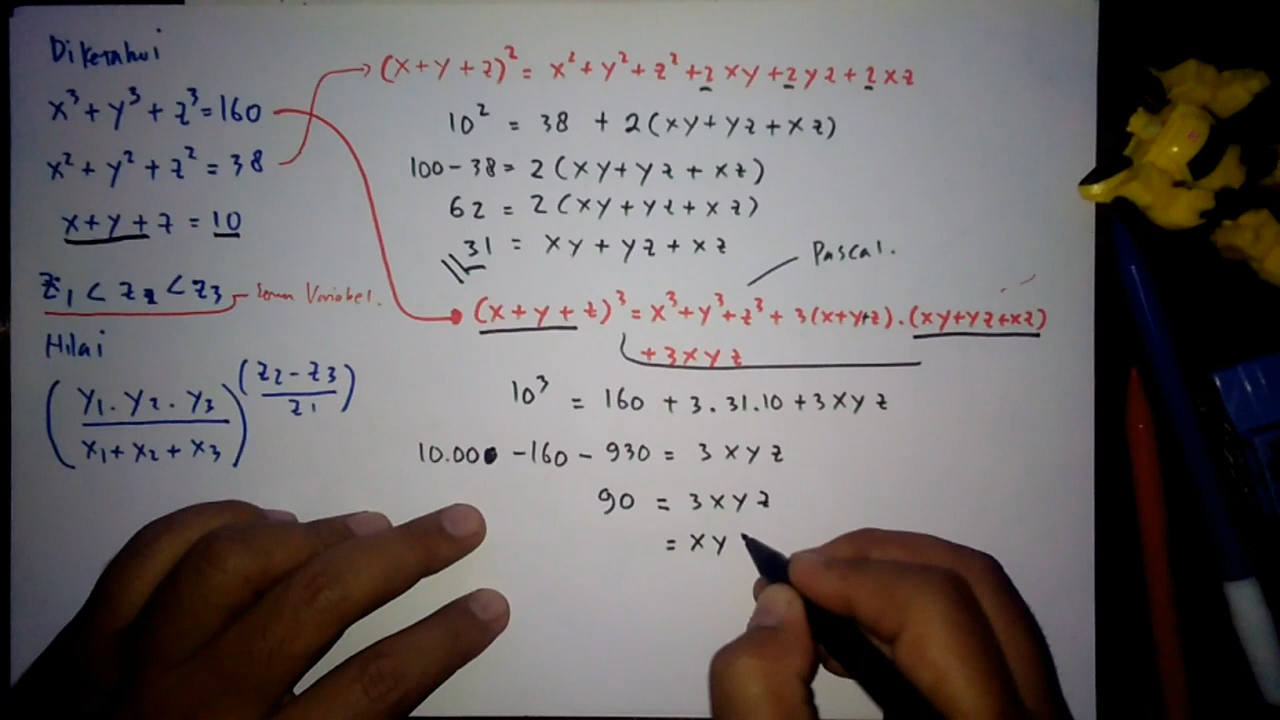 Diketahui
x³ + y³ + z³ = 160
x² + y² + z² = 38
x + y + z = 10
z₁ < z₂ < z₃ Semua Variabel.
Nilai
((y₁ . y₂ . y₃)/(x₁ + x₂ + x₃))^((z₂ - z₃)/z₁)
(x + y + z)² = x² + y² + z² + 2xy + 2yz + 2xz
10² = 38 + 2(xy + yz + xz)
100 - 38 = 2(xy + yz + xz)
62 = 2(xy + yz + xz)
31 = xy + yz + xz
Pascal.
(x + y + z)³ = x³ + y³ + z³ + 3(x+y+z) . (xy+yz+xz)
+ 3xyz
10³ = 160 + 3.31.10 + 3xyz
10.00 - 160 - 930 = 3xyz
90 = 3xyz
= xy